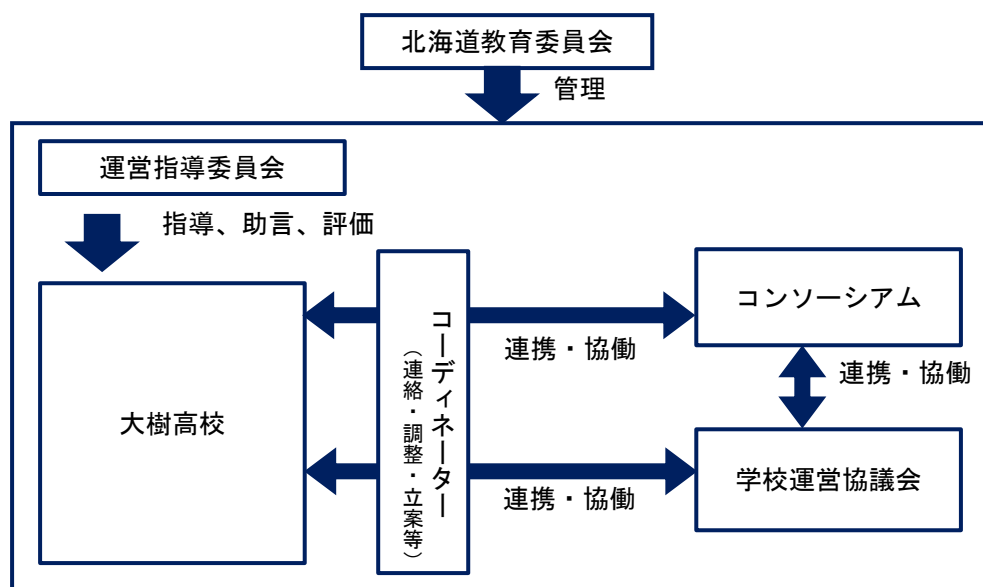 北海道教育委員会
管理
運営指導委員会
指導、助言、評価
大樹高校
コーディネーター
（連絡・調整・立案等）
連携・協働
コンソーシアム
連携・協働
連携・協働
学校運営協議会